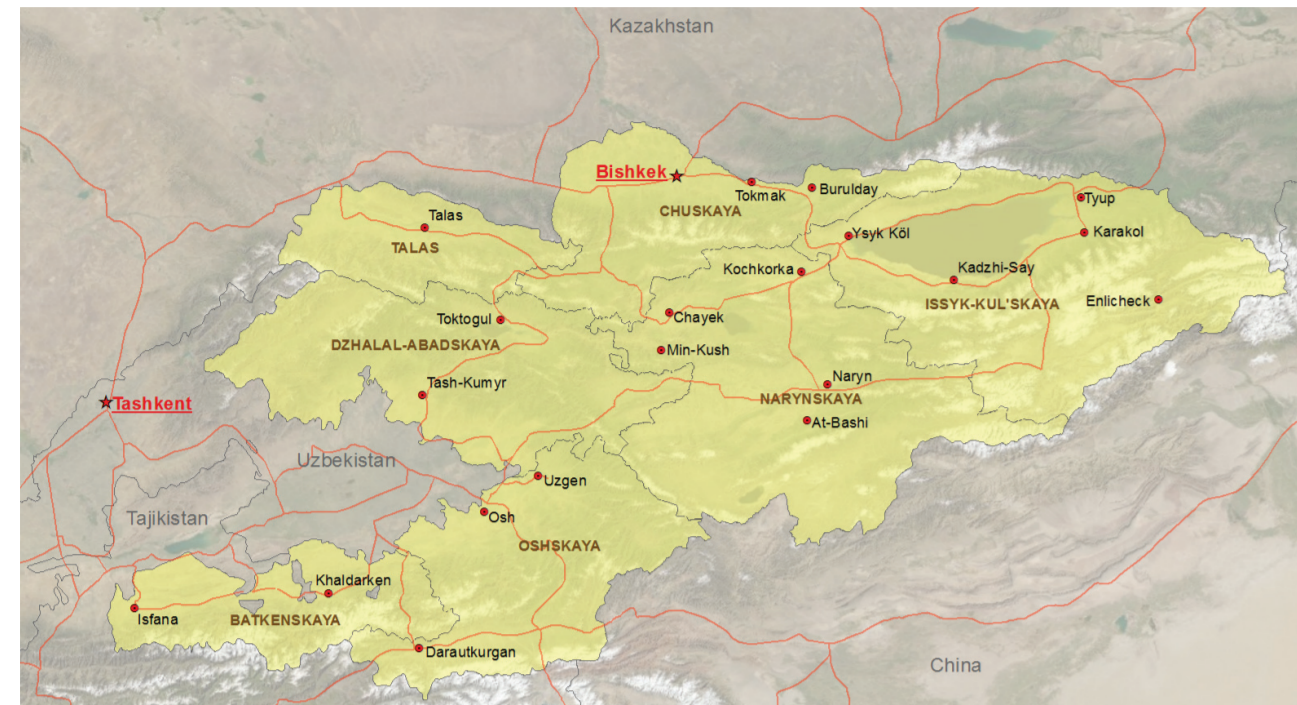 Kazakhstan
Bishkek
Tokmak
Burulday
Tyup
CHUSKAYA
Talas
Ysyk Köl
Karakol
TALAS
Kochkorka
Kadzhi-Say
Enlicheck
ISSYK-KUL'SKAYA
Toktogul
Chayek
DZHALAL-ABADSKAYA
Min-Kush
Tash-Kumyr
Naryn
NARYNSKAYA
Tashkent
At-Bashi
Uzbekistan
Uzgen
Tajikistan
Osh
OSHSKAYA
Khaldarken
Isfana
BATKENSKAYA
Darautkurgan
China